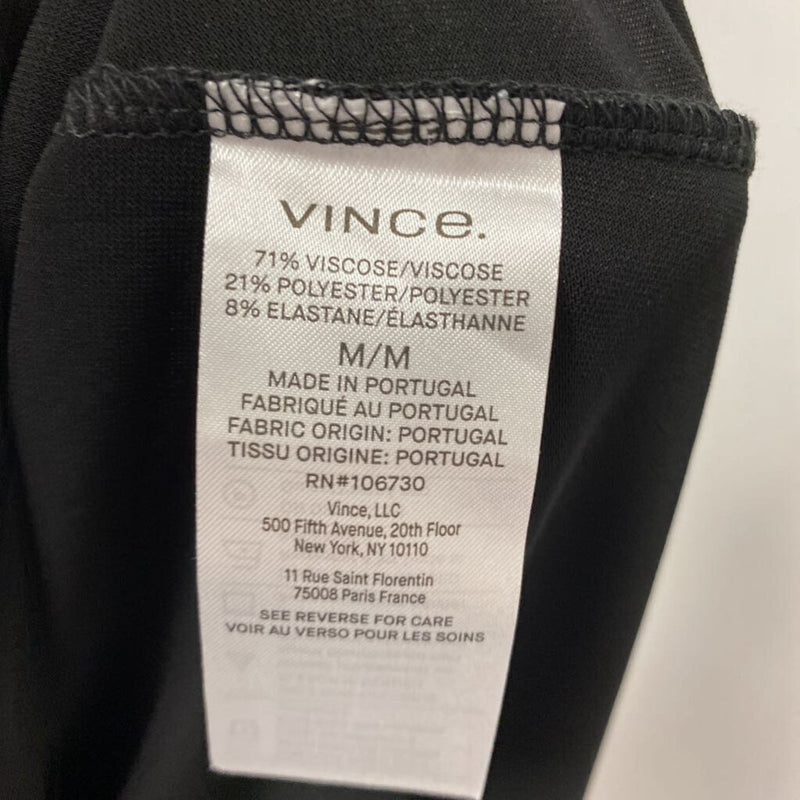 VINCe.
71% VISCOSE/VISCOSE
21% POLYESTER/POLYESTER
8% ELASTANE/ÉLASTHANNE
M/M
MADE IN PORTUGAL
FABRIQUÉ AU PORTUGAL
FABRIC ORIGIN: PORTUGAL
TISSU ORIGINE: PORTUGAL
RN#106730
Vince, LLC
500 Fifth Avenue, 20th Floor
New York, NY 10110
11 Rue Saint Florentin
75008 Paris France
SEE REVERSE FOR CARE
VOIR AU VERSO POUR LES SOINS